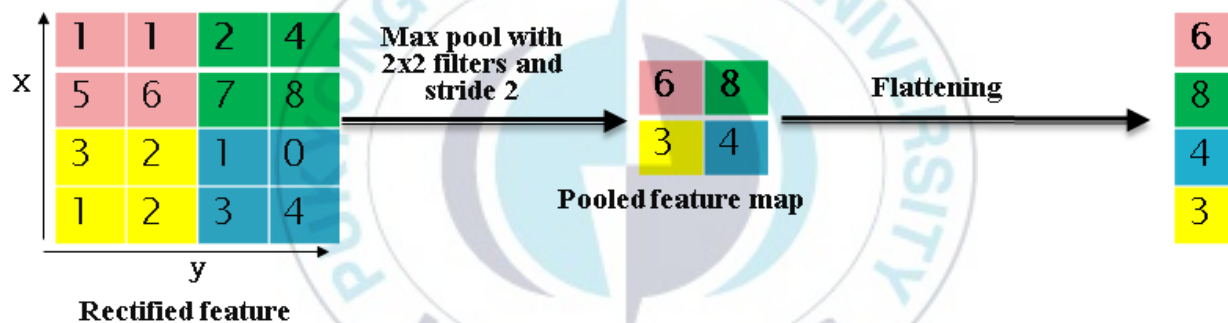 1 1 2 4
5 6 7 8
3 2 1 0
1 2 3 4
x
y
Rectified feature
Max pool with
2x2 filters and
stride 2
6 8
3 4
Pooled feature map
Flattening
6
8
4
3
PUKYONG
UNIVERSITY